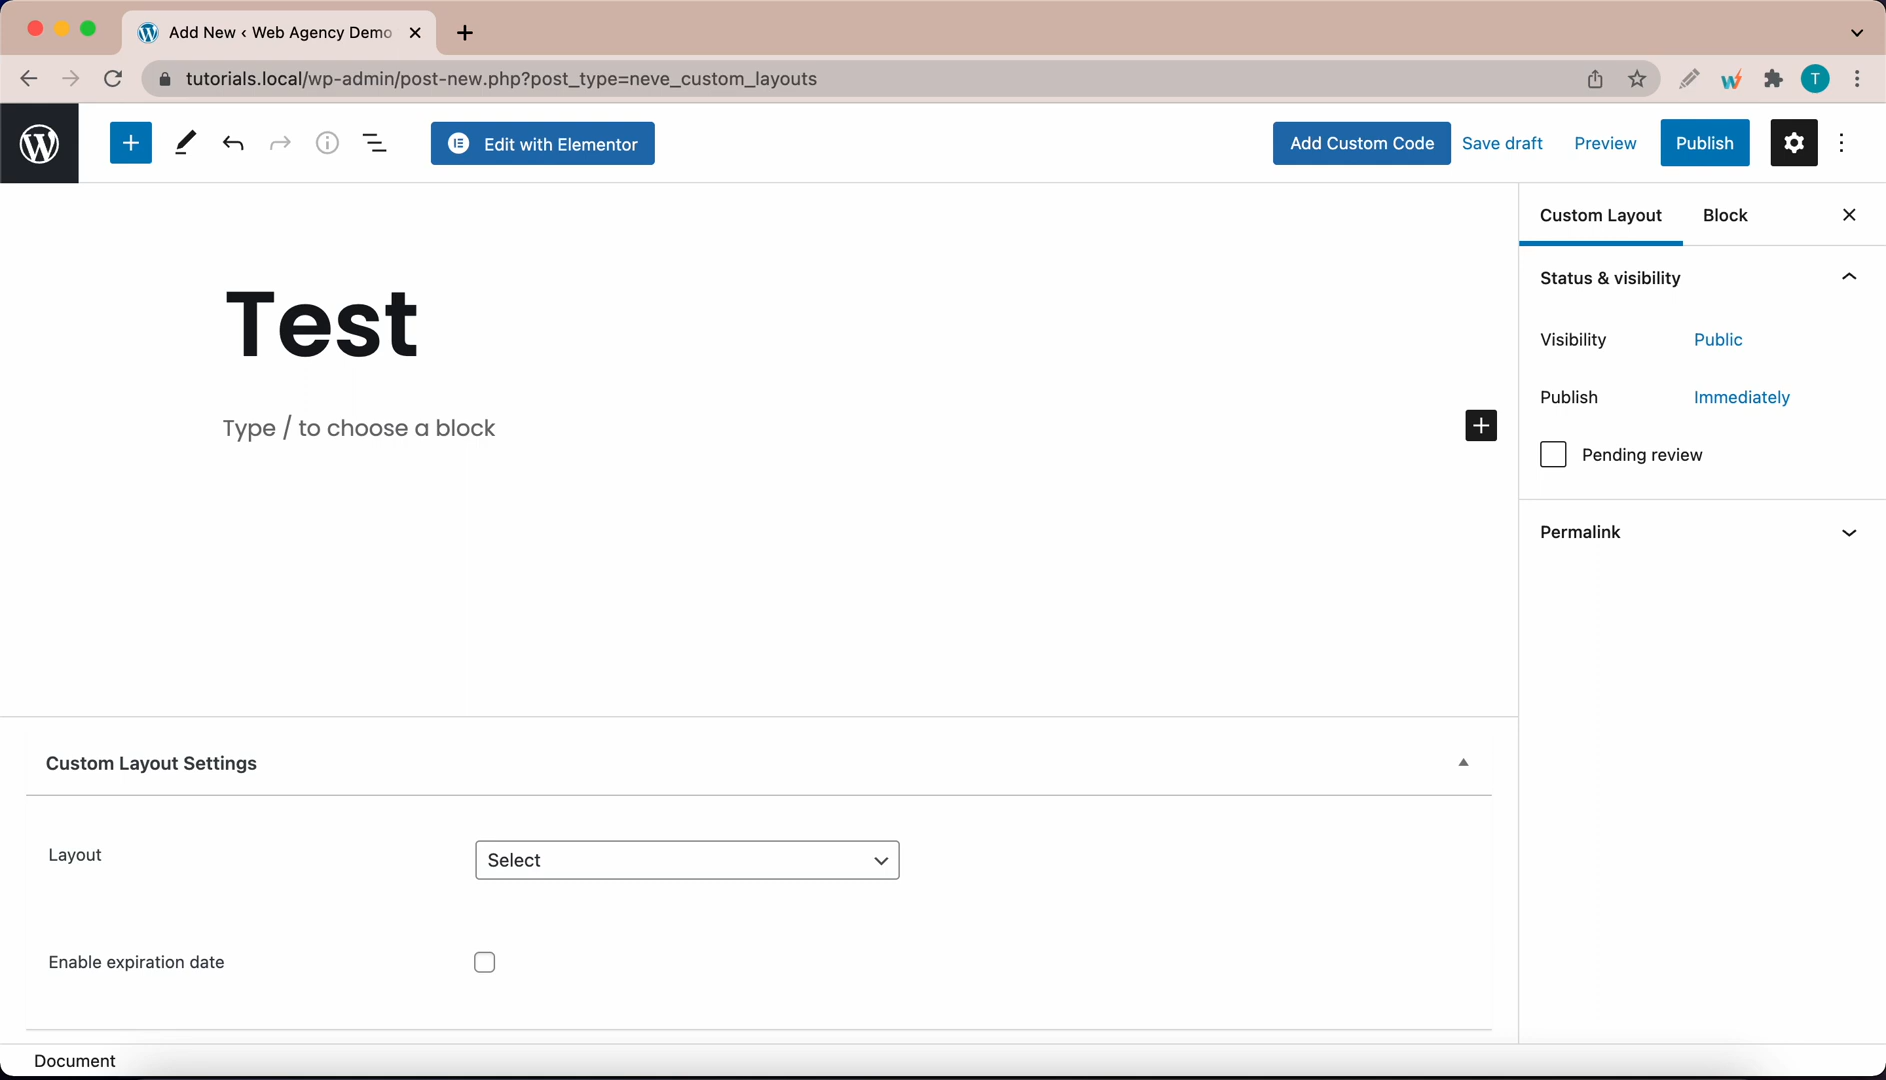 Add New ‹ Web Agency Demo
tutorials.local/wp-admin/post-new.php?post_type=neve_custom_layouts
T
Edit with Elementor
Add Custom Code
Save draft
Preview
Publish
Custom Layout
Block
Status & visibility
Visibility
Public
Publish
Immediately
Pending review
Permalink
Test
Type / to choose a block
Custom Layout Settings
Layout
Select
Enable expiration date
Document